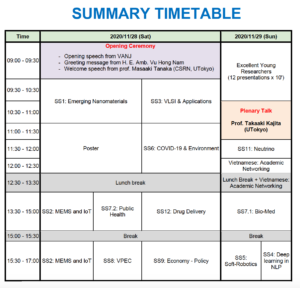 SUMMARY TIMETABLE
Time
2020/11/28 (Sat)
2020/11/29 (Sun)
09:00 - 09:30
Opening Ceremony
- Opening speech from VANJ
- Greeting message from H. E. Amb. Vu Hong Nam
- Welcome speech from prof. Masaaki Tanaka (CSRN, UTokyo)
Excellent Young
Researchers
(12 presentations x 10')
09:30 - 10:30
SS1: Emerging Nanomaterials
SS3: VLSI & Applications
10:30 - 11:00
Plenary Talk
Prof. Takaaki Kajita
(UTokyo)
11:00 - 11:30
Poster
SS6: COVID-19 & Environment
11:30 - 12:00
SS11: Neutrino
12:00 - 12:30
Vietnamese: Academic
Networking
12:30 - 13:30
Lunch break
Lunch Break + Vietnamese:
Academic Networking
13:30 - 15:00
SS2: MEMS and IoT
SS7.2: Public
Health
SS12: Drug Delivery
SS7.1: Bio-Med
15:00 - 15:30
Break
Break
15:30 - 17:00
SS2: MEMS and IoT
SS8: VPEC
SS9: Economy - Policy
SS5:
Soft-Robotics
SS4: Deep
learning in
NLP